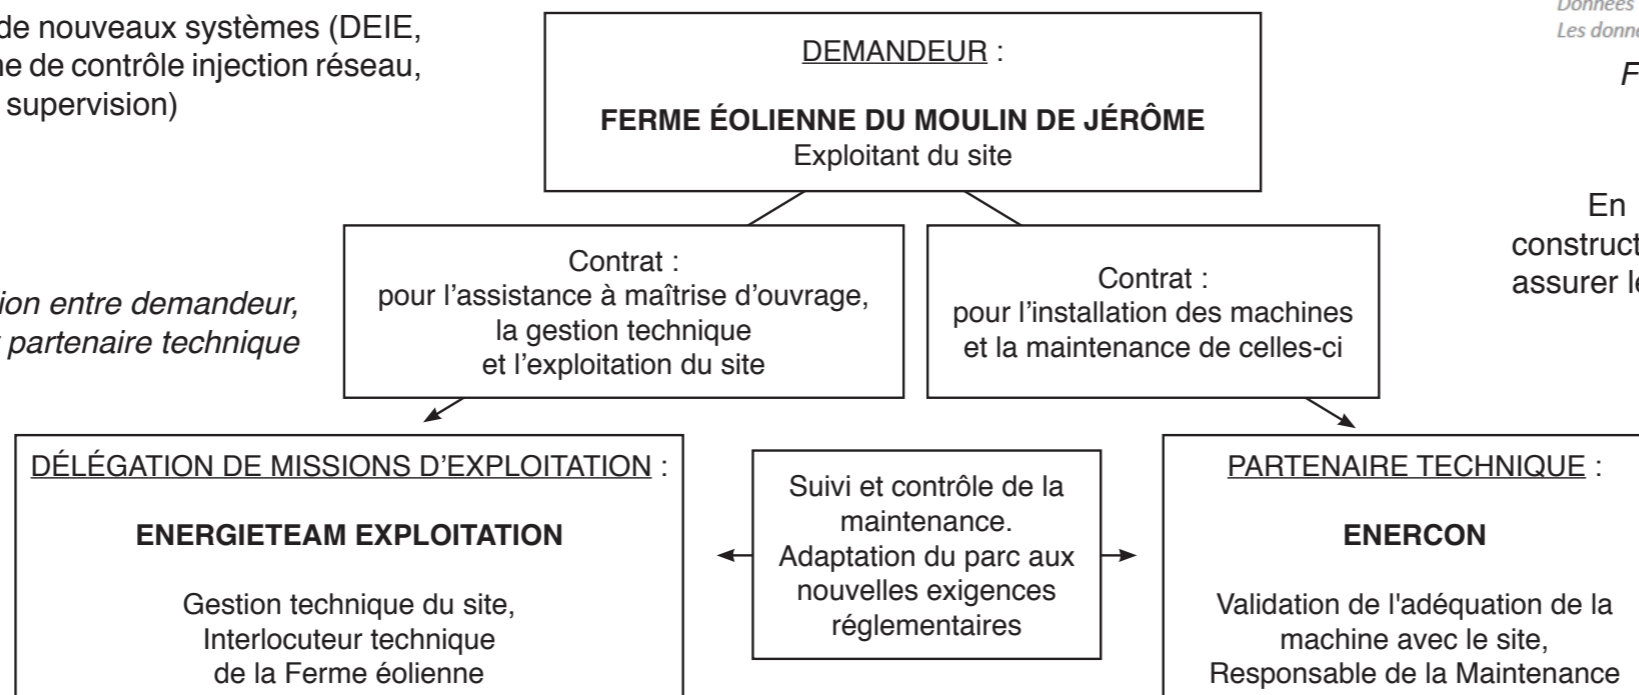 de nouveaux systèmes (DEIE,
de contrôle injection réseau,
supervision)
DEMANDEUR :
FERME ÉOLIENNE DU MOULIN DE JÉRÔME
Exploitant du site
Données
Les
F
En
assurer
entre demandeur,
partenaire technique
Contrat :
pour l'assistance à maîtrise d'ouvrage,
la gestion technique
et l'exploitation du site
Contrat :
pour l'installation des machines
et la maintenance de celles-ci
DÉLÉGATION DE MISSIONS D'EXPLOITATION :
ENERGIETEAM EXPLOITATION
Gestion technique du site,
Interlocuteur technique
de la Ferme éolienne
Suivi et contrôle de la
maintenance.
Adaptation du parc aux
nouvelles exigences
réglementaires
PARTENAIRE TECHNIQUE :
ENERCON
Validation de l'adéquation de la
machine avec le site,
Responsable de la Maintenance